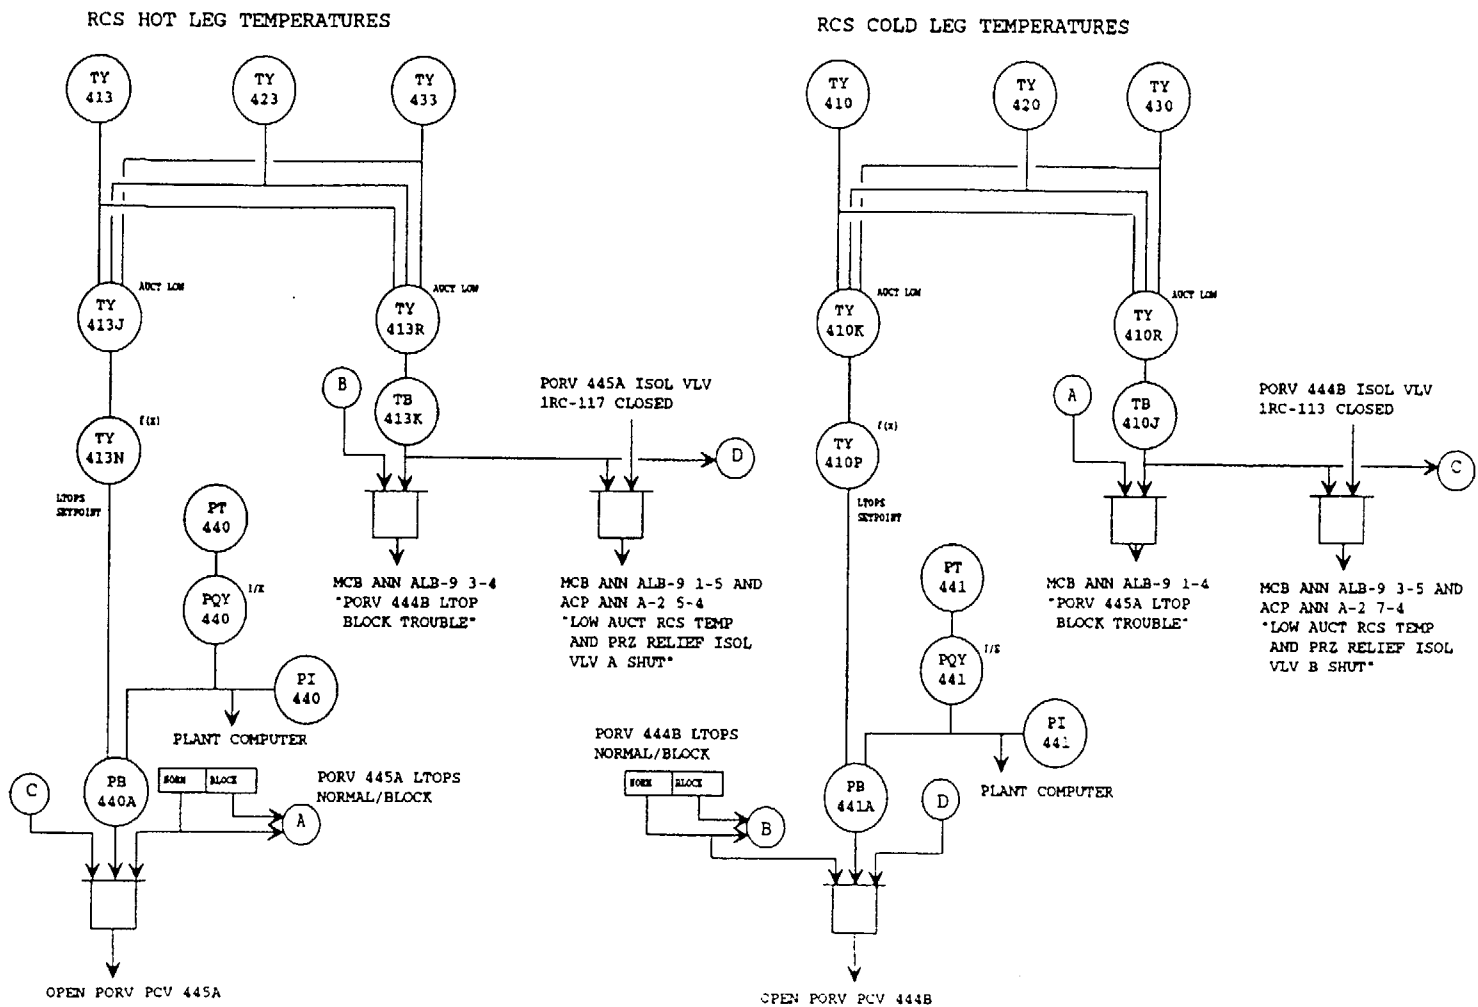 RCS HOT LEG TEMPERATURES
TY
413
TY
423
TY
433
AUCT LOW
TY
413J
AUCT LOW
TY
413R
B
TB
413K
PORV 445A ISOL VLV
1RC-117 CLOSED
D
f(x)
TY
413N
LTOPS
SETPOINT
PT
440
I/E
PQY
440
PI
440
PLANT COMPUTER
MCB ANN ALB-9 3-4
"PORV 444B LTOP
BLOCK TROUBLE"
MCB ANN ALB-9 1-5 AND
ACP ANN A-2 5-4
"LOW AUCT RCS TEMP
AND PRZ RELIEF ISOL
VLV A SHUT"
C
PB
440A
NORM BLOCK
PORV 445A LTOPS
NORMAL/BLOCK
A
OPEN PORV PCV 445A
RCS COLD LEG TEMPERATURES
TY
410
TY
420
TY
430
AUCT LOW
TY
410K
AUCT LOW
TY
410R
A
TB
410J
PORV 444B ISOL VLV
1RC-113 CLOSED
C
f(x)
TY
410P
LTOPS
SETPOINT
PT
441
I/E
PQY
441
PI
441
PLANT COMPUTER
MCB ANN ALB-9 1-4
"PORV 445A LTOP
BLOCK TROUBLE"
MCB ANN ALB-9 3-5 AND
ACP ANN A-2 7-4
"LOW AUCT RCS TEMP
AND PRZ RELIEF ISOL
VLV B SHUT"
PORV 444B LTOPS
NORMAL/BLOCK
NORM BLOCK
B
PB
441A
D
OPEN PORV PCV 444B